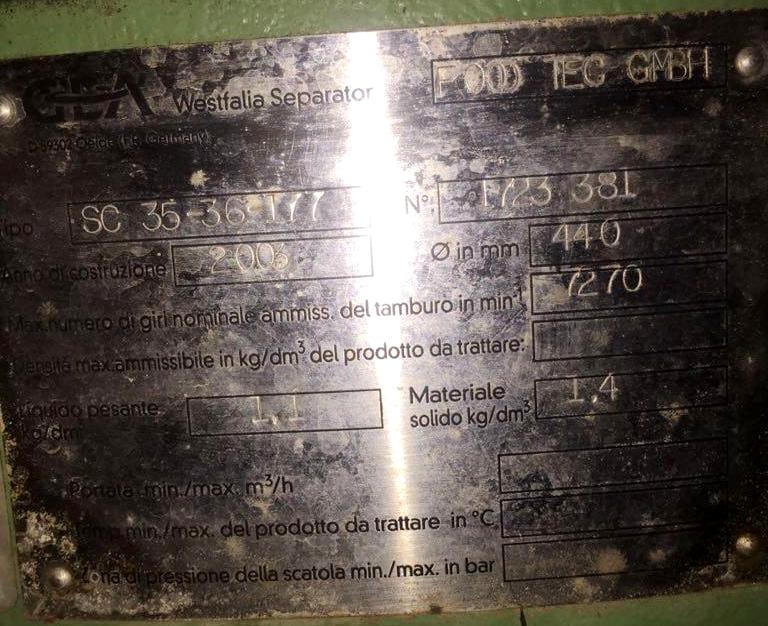 GEA Westfalia Separator FOOD TEC GMBH
D-59302 Oelde (F.R. Germany)
Tipo SC 35-36-177 N°: 1723 381
Anno di costruzione 2006 Ø in mm 440
Max.numero di giri nominale ammiss. del tamburo in min-¹ 7270
Densità max.ammissibile in kg/dm³ del prodotto da trattare:
Liquido pesante 1,1 Materiale 1,4
kg/dm³ solido kg/dm³
Portata min./max. m³/h
Temp.min./max. del prodotto da trattare in °C
Zona di pressione della scatola min./max. in bar